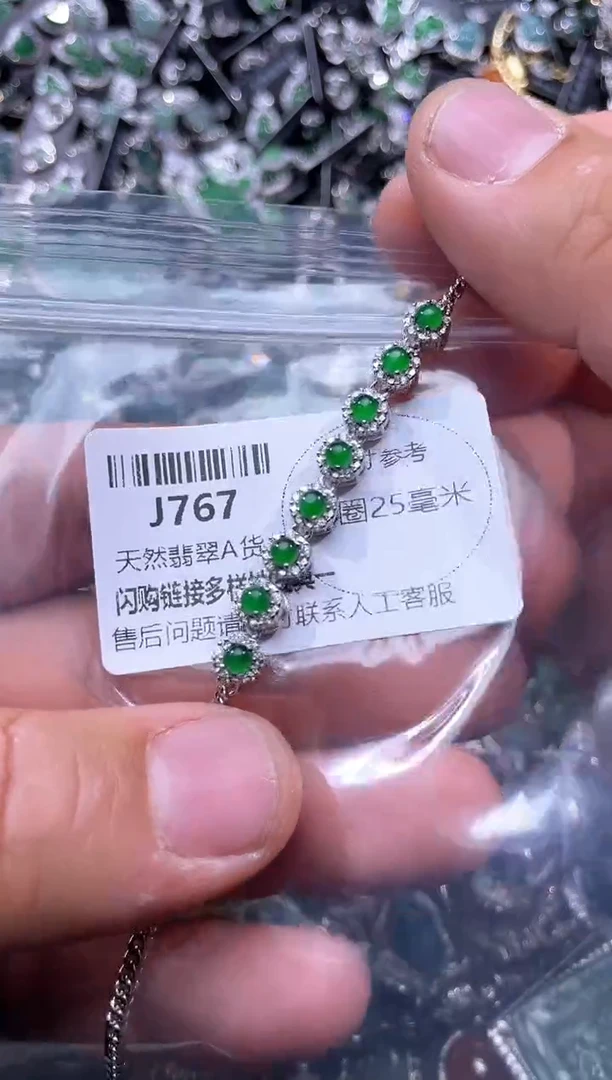 J767
天然翡翠A货
闪购链接多样
售后问题请
联系人工客服
寸参考
圈25毫米